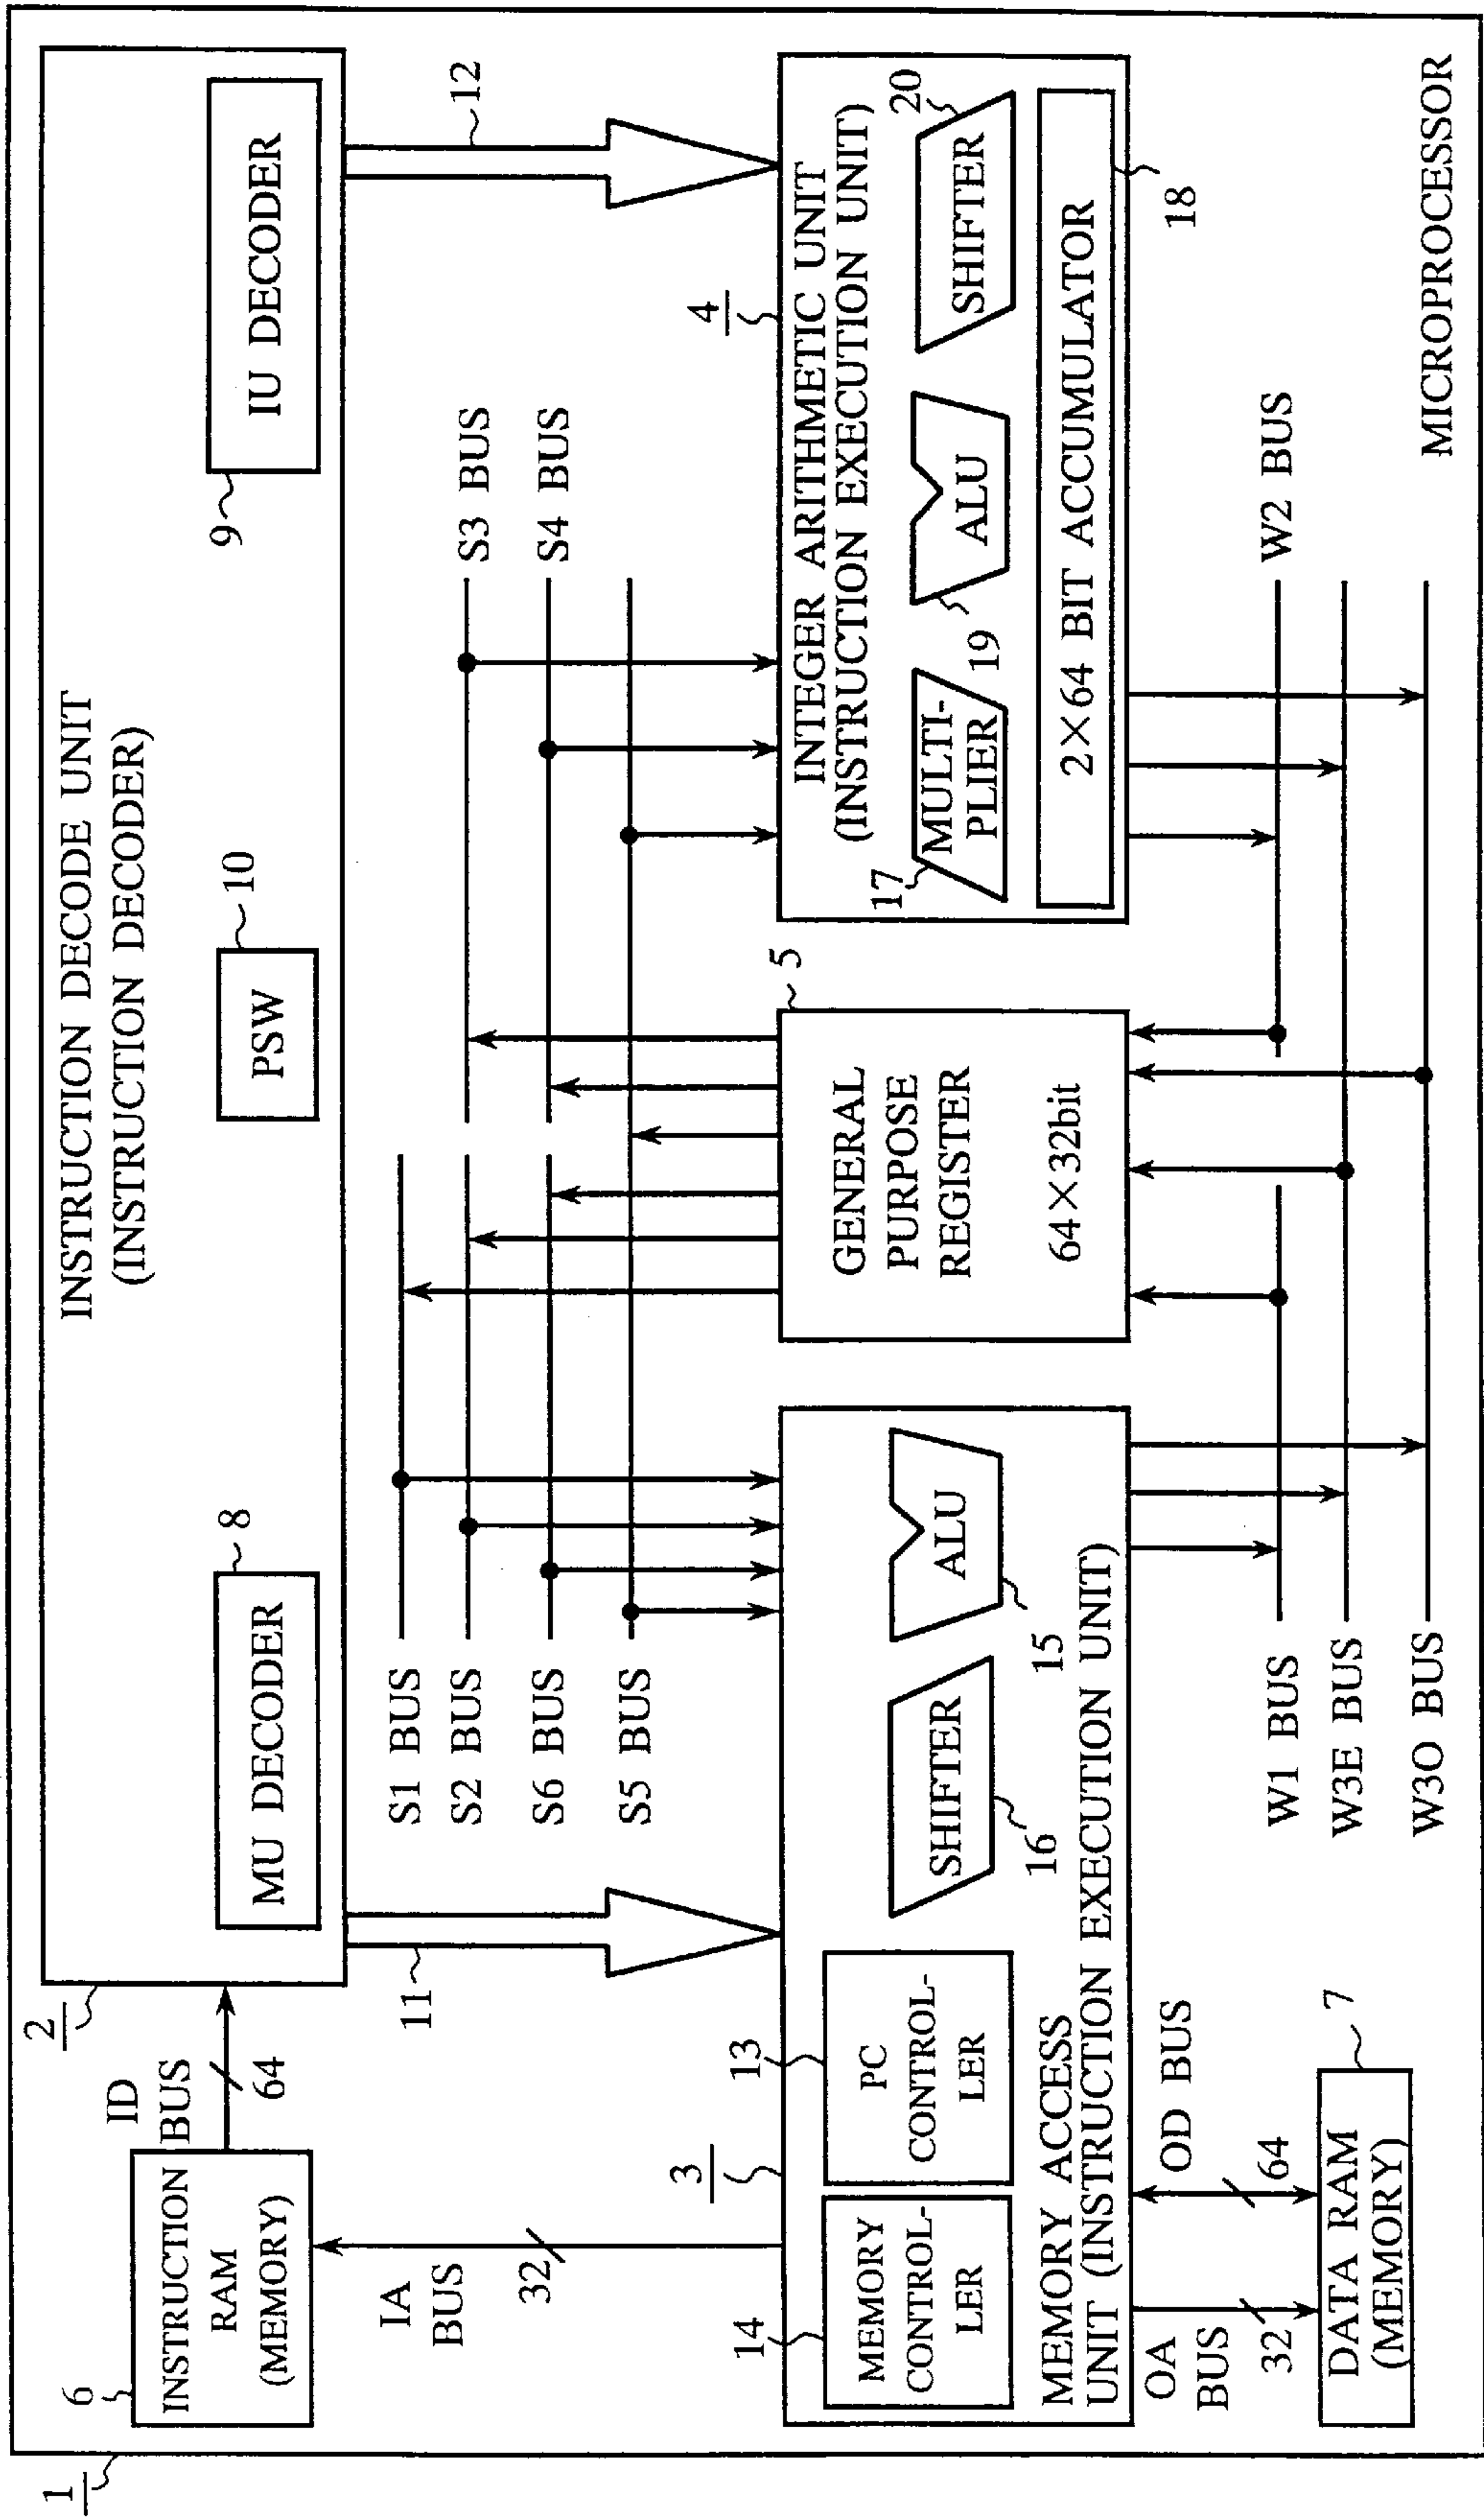 1
INSTRUCTION DECODE UNIT
(INSTRUCTION DECODER)
2
6
INSTRUCTION
RAM
(MEMORY)
ID
BUS
64
MU DECODER
8
PSW
10
9
IU DECODER
11
12
IA
BUS
32
S1 BUS
S2 BUS
S6 BUS
S5 BUS
S3 BUS
S4 BUS
3
14
MEMORY
CONTROL-
LER
13
PC
CONTROL-
LER
SHIFTER
16
ALU
15
MEMORY ACCESS
UNIT (INSTRUCTION EXECUTION UNIT)
5
GENERAL
PURPOSE
REGISTER
64×32bit
4
INTEGER ARITHMETIC UNIT
(INSTRUCTION EXECUTION UNIT)
17
MULTI-
PLIER
19
ALU
SHIFTER
20
2×64 BIT ACCUMULATOR
18
OA
BUS
32
OD BUS
64
DATA RAM
(MEMORY)
7
W1 BUS
W3E BUS
W3O BUS
W2 BUS
MICROPROCESSOR